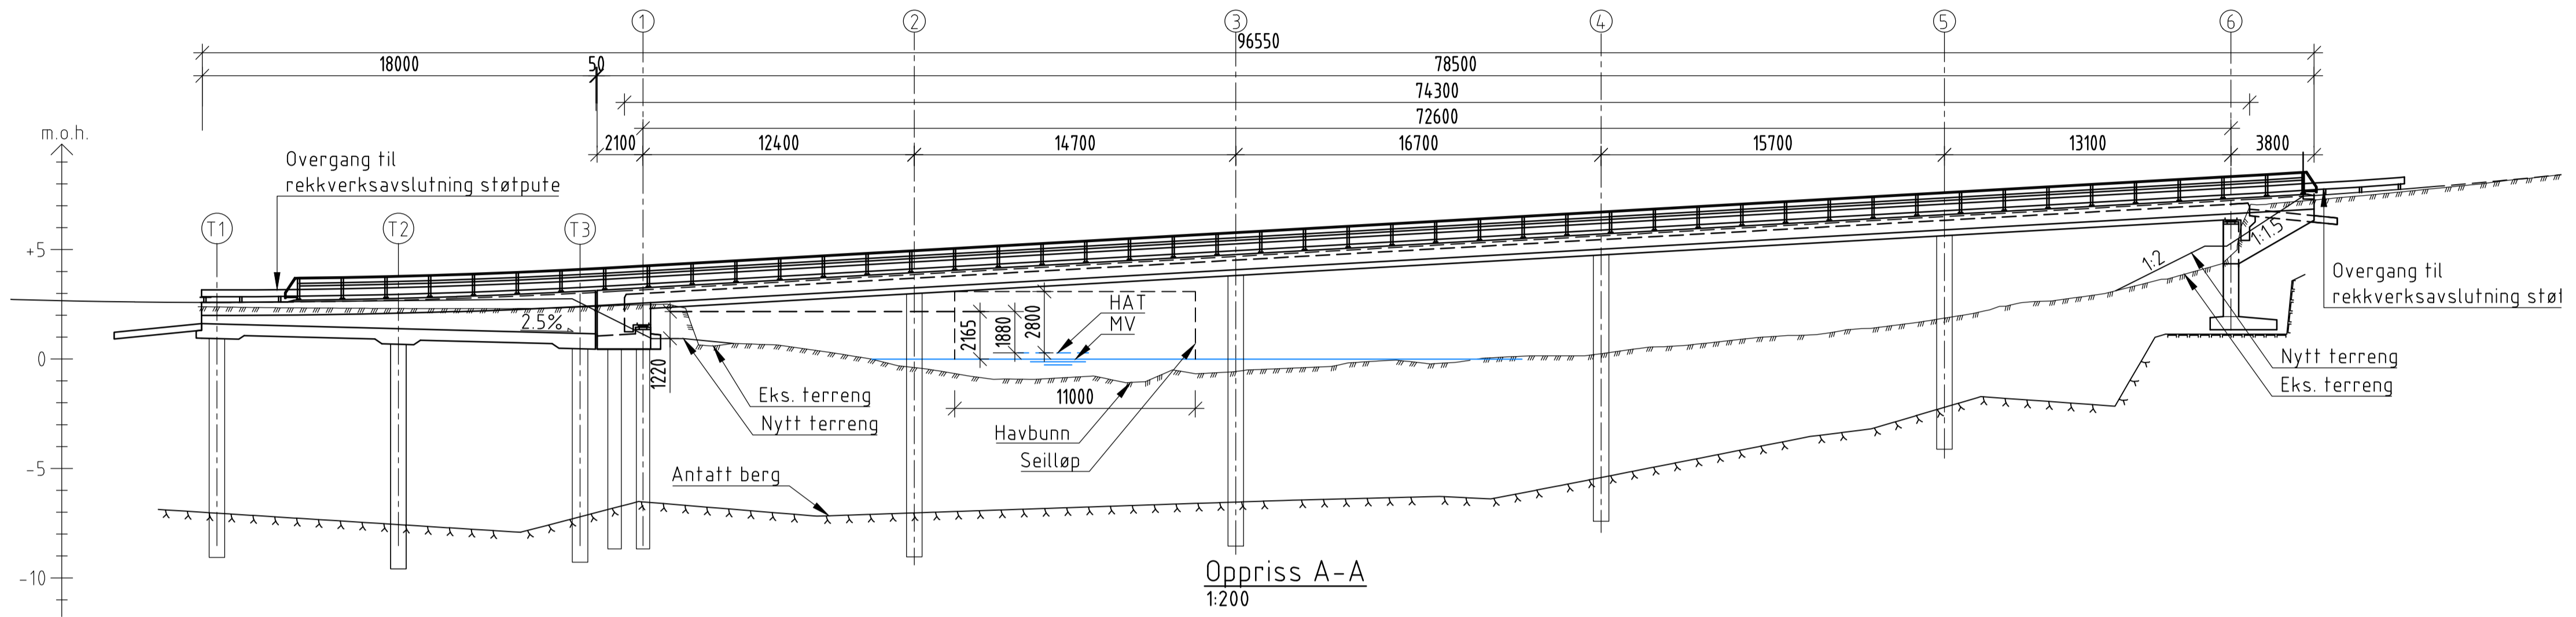 1 2 3 4 5 6
96550
18000 50 78500
74300
72600
2100 12400 14700 16700 15700 13100 3800
m.o.h.
Overgang til
rekkverksavslutning støtpute
T1 T2 T3
+5
0
-5
-10
2.5%
1220
2165
1880
2800
HAT
MV
11000
Eks. terreng
Nytt terreng
Havbunn
Seilløp
Antatt berg
1:2
1:1.5
Overgang til
rekkverksavslutning støt
Nytt terreng
Eks. terreng
Oppriss A-A
1:200